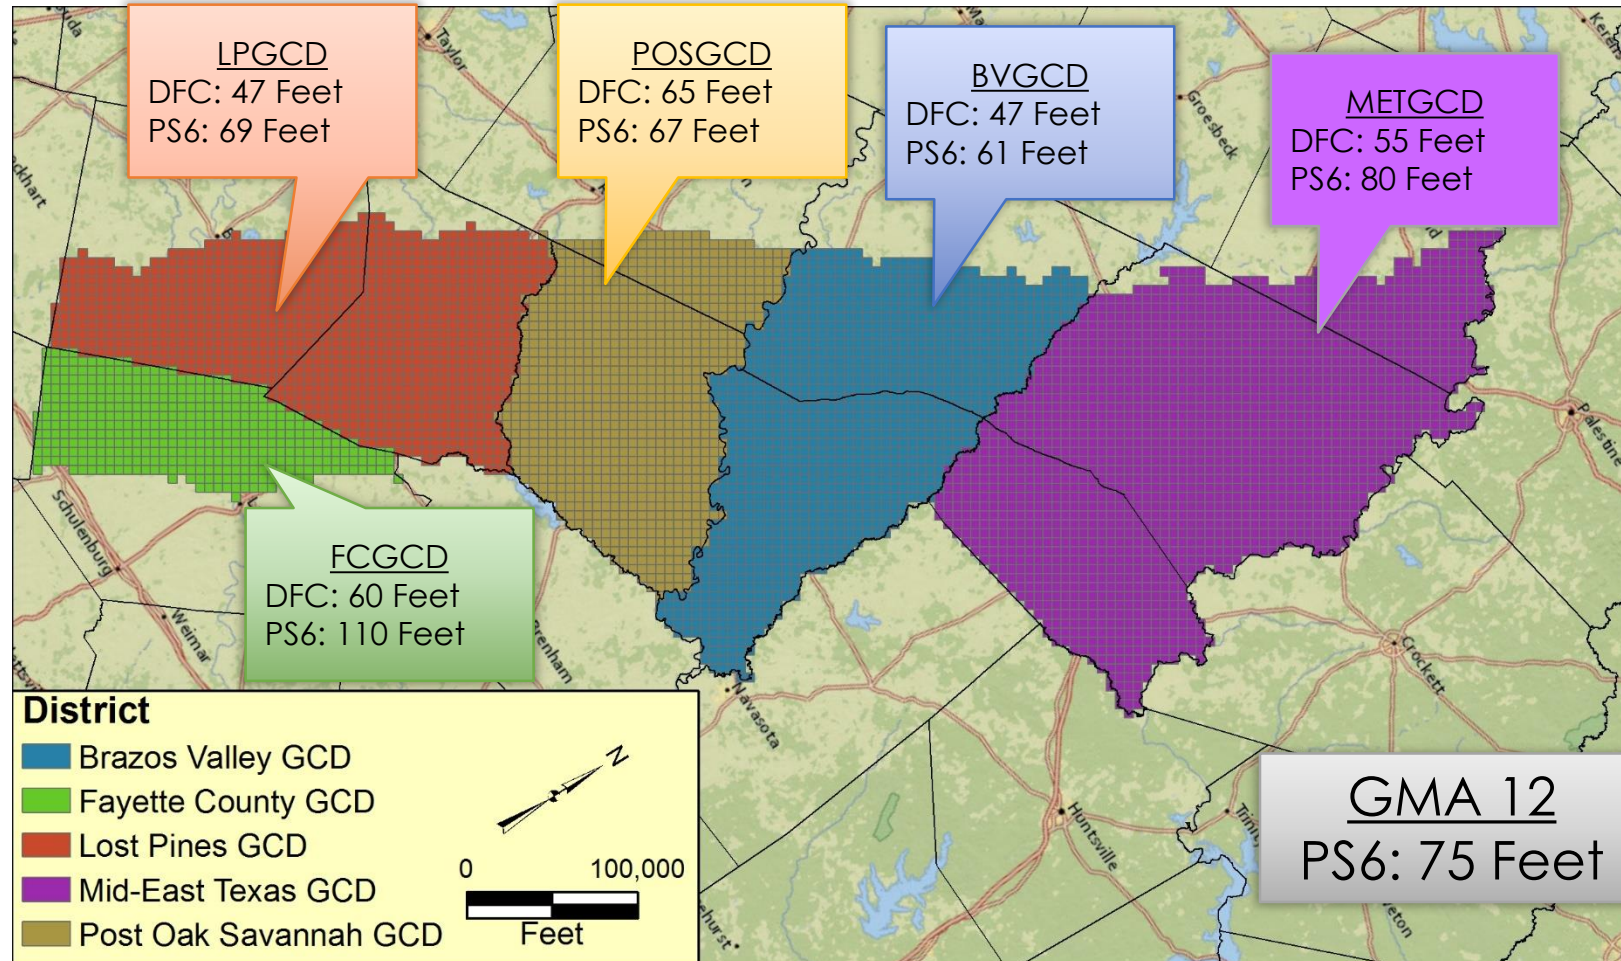 Taylor
Kerens
LPGCD
DFC: 47 Feet
PS6: 69 Feet
POSGCD
DFC: 65 Feet
PS6: 67 Feet
BVGCD
DFC: 47 Feet
PS6: 61 Feet
METGCD
DFC: 55 Feet
PS6: 80 Feet
Groesbeck
ockhart
Palestine
Schulenburg
Weimar
FCGCD
DFC: 60 Feet
PS6: 110 Feet
renham
Navasota
Crockett
Huntsville
GMA 12
PS6: 75 Feet
District
Brazos Valley GCD
Fayette County GCD
Lost Pines GCD
Mid-East Texas GCD
Post Oak Savannah GCD
N
0 100,000
Feet